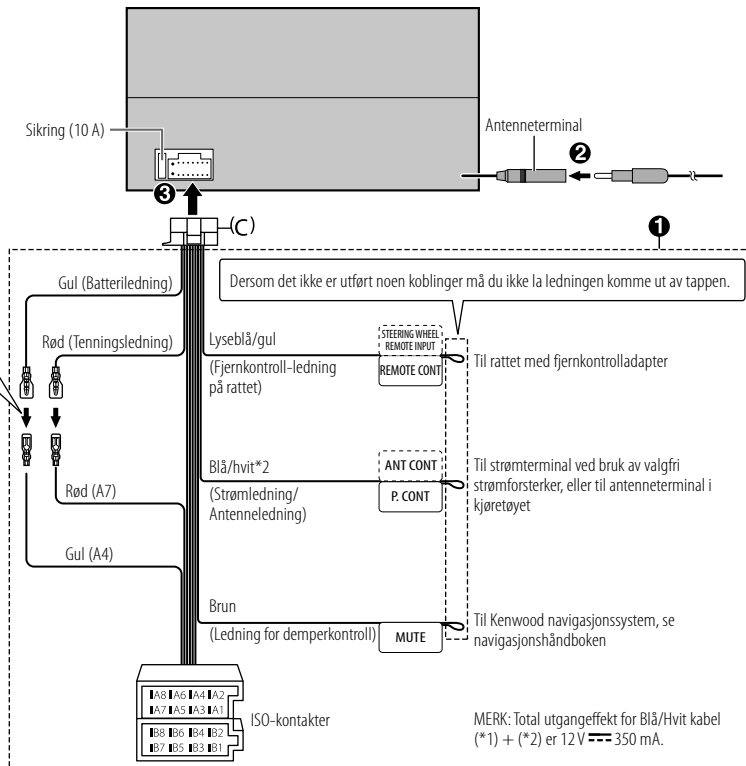 Sikring (10 A)
Antenneterminal
❷
❸
(C)
❶
Dersom det ikke er utført noen koblinger må du ikke la ledningen komme ut av tappen.
Gul (Batteriledning)
Rød (Tenningsledning)
Lyseblå/gul
(Fjernkontroll-ledning
på rattet)
STEERING WHEEL
REMOTE INPUT
REMOTE CONT
Til rattet med fjernkontrolladapter
Blå/hvit*2
(Strømledning/
Antenneledning)
ANT CONT
P. CONT
Til strømterminal ved bruk av valgfri
strømforsterker, eller til antenneterminal i
kjøretøyet
Rød (A7)
Gul (A4)
Brun
(Ledning for demperkontroll)
MUTE
Til Kenwood navigasjonssystem, se
navigasjonshåndboken
A8 A6 A4 A2
A7 A5 A3 A1
B8 B6 B4 B2
B7 B5 B3 B1
ISO-kontakter
MERK: Total utgangeffekt for Blå/Hvit kabel
(*1) + (*2) er 12 V ⎓ 350 mA.